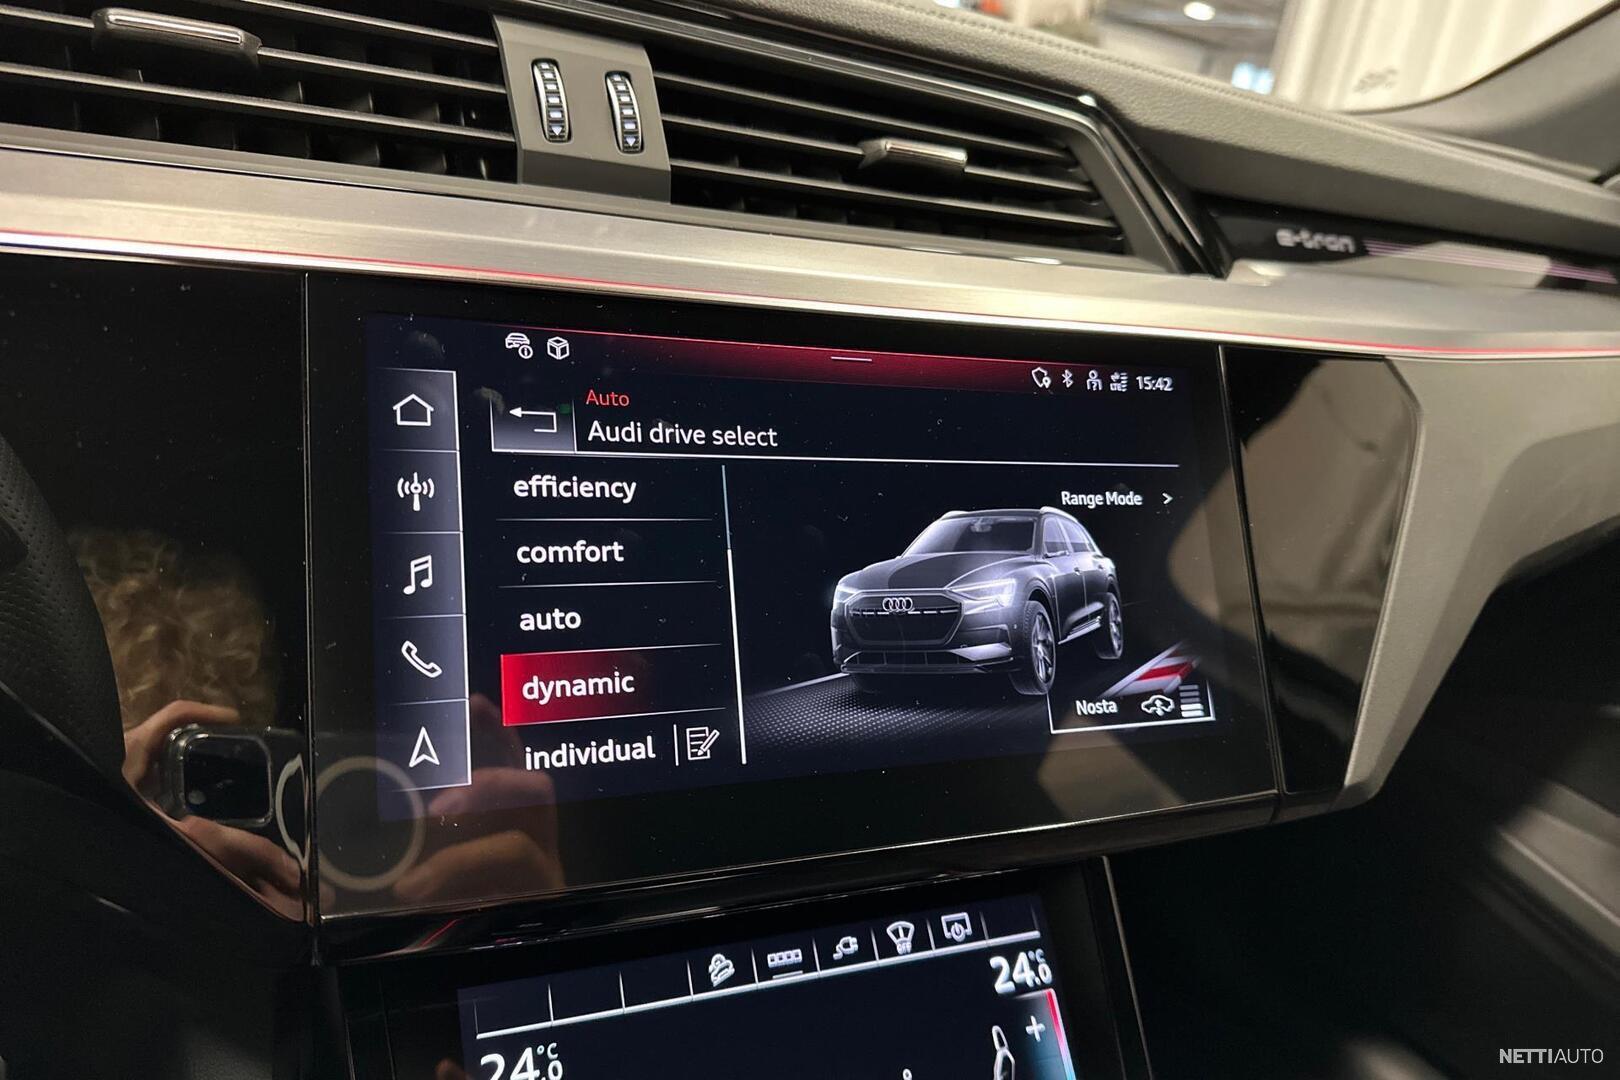 e-tron
15:42
Auto
Audi drive select
efficiency
Range Mode
comfort
auto
dynamic
Nosta
individual
OFF
24.0 °C
24.0 °C
NETTIAUTO